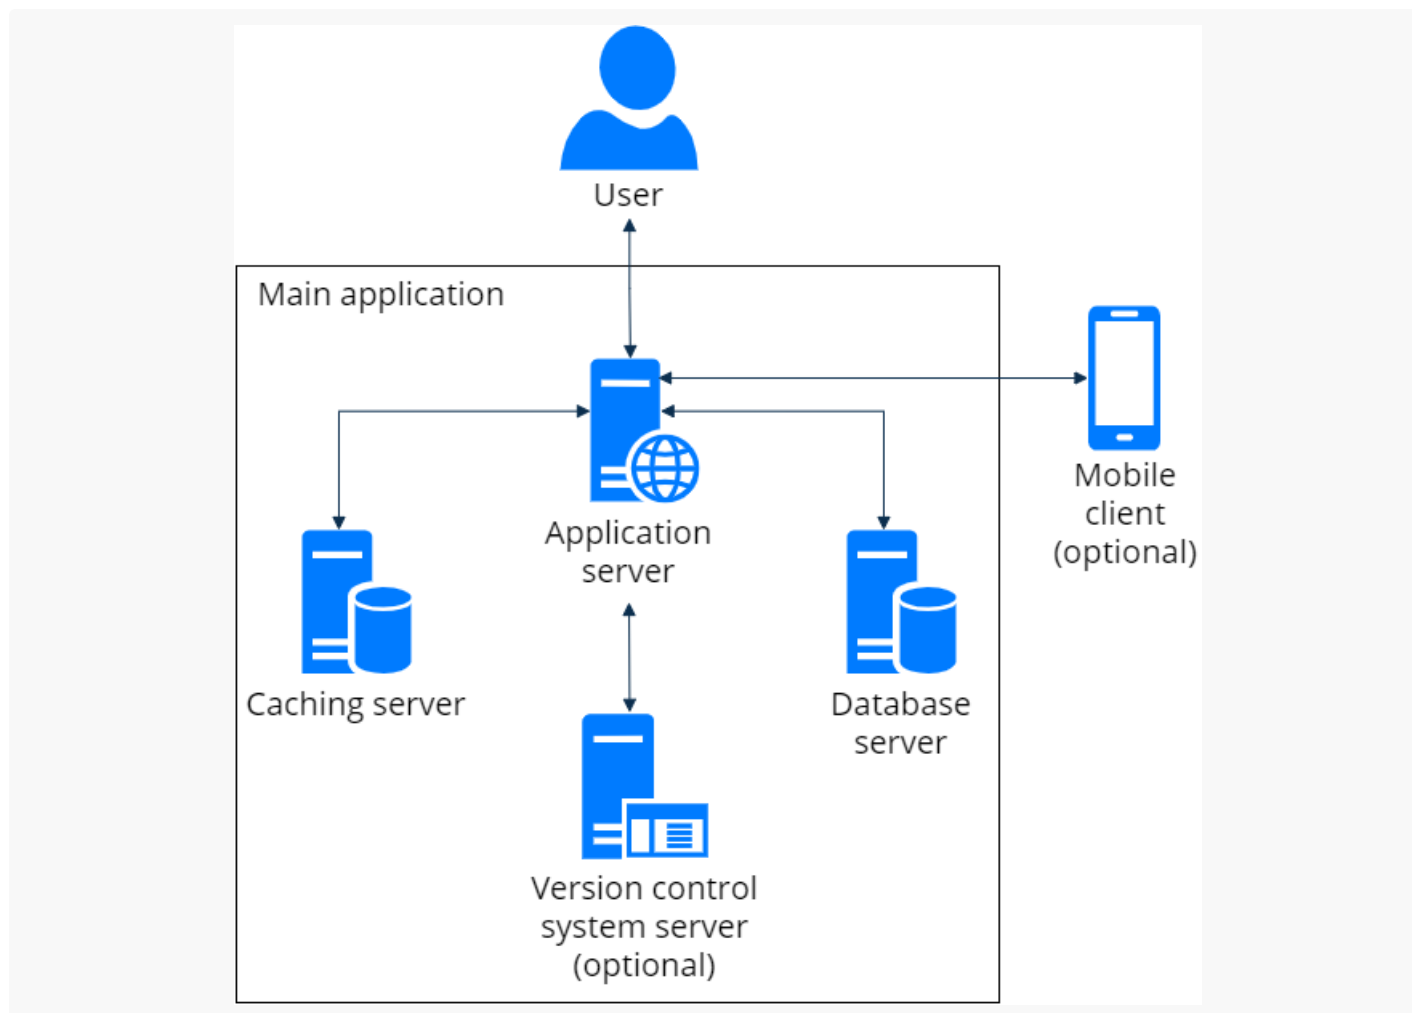 User
Main application
Application
server
Mobile
client
(optional)
Caching server
Database
server
Version control
system server
(optional)